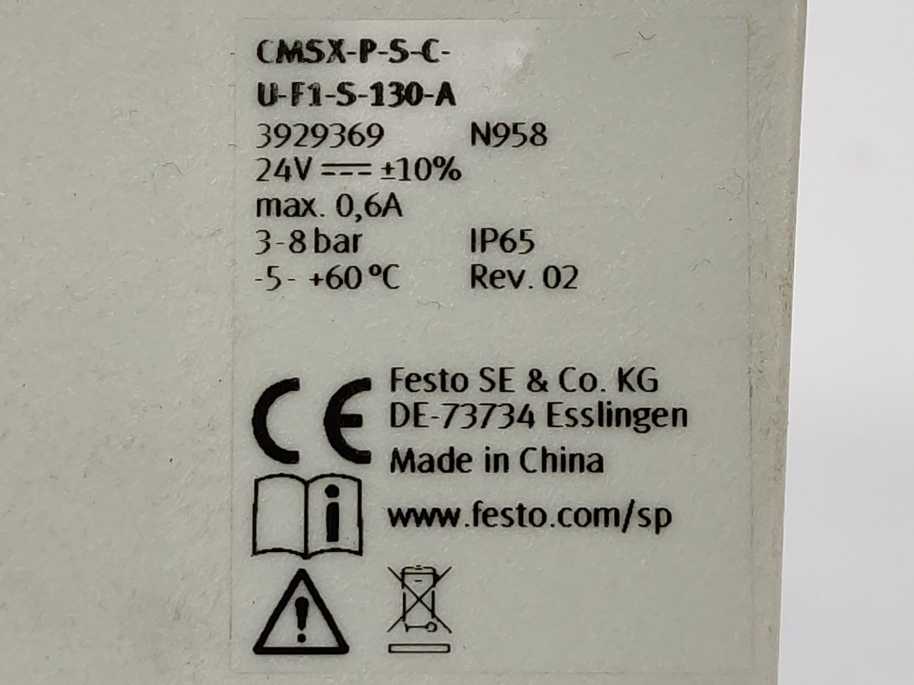 CMSX-P-S-C-
U-F1-S-130-A
3929369 N958
24V ⎓ ±10%
max. 0,6A
3-8 bar IP65
-5- +60 °C Rev. 02
CE
Festo SE & Co. KG
DE-73734 Esslingen
Made in China
i
www.festo.com/sp
!